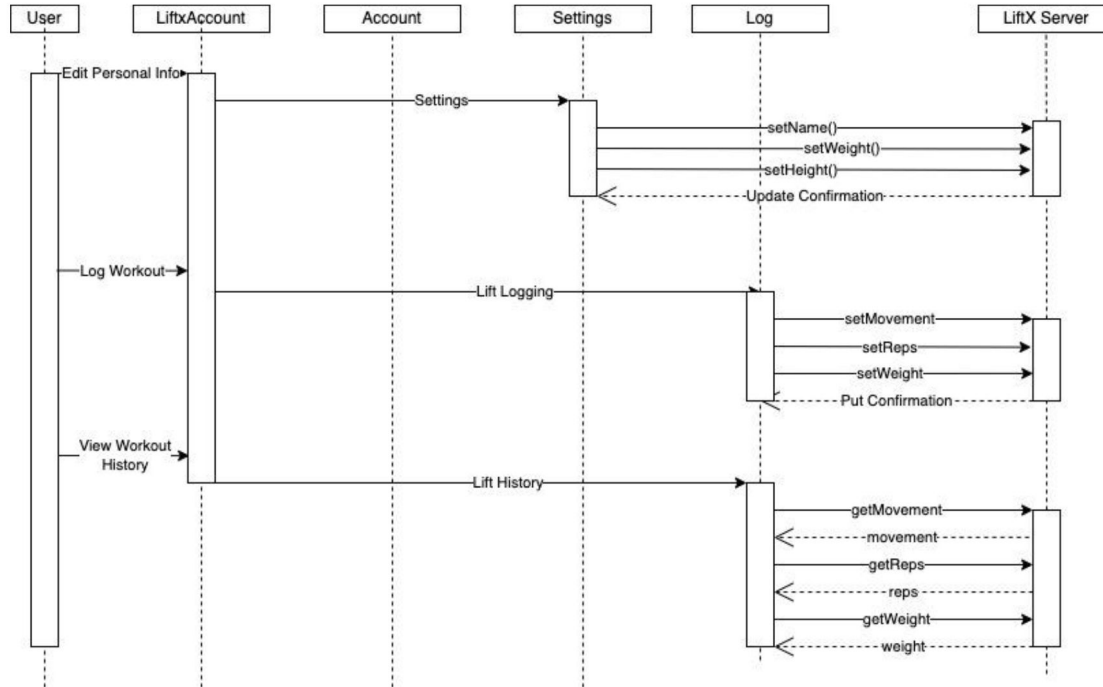 User
LiftxAccount
Account
Settings
Log
LiftX Server
Edit Personal Info
Settings
setName()
setWeight()
setHeight()
Update Confirmation
Log Workout
Lift Logging
setMovement
setReps
setWeight
Put Confirmation
View Workout
History
Lift History
getMovement
movement
getReps
reps
getWeight
weight